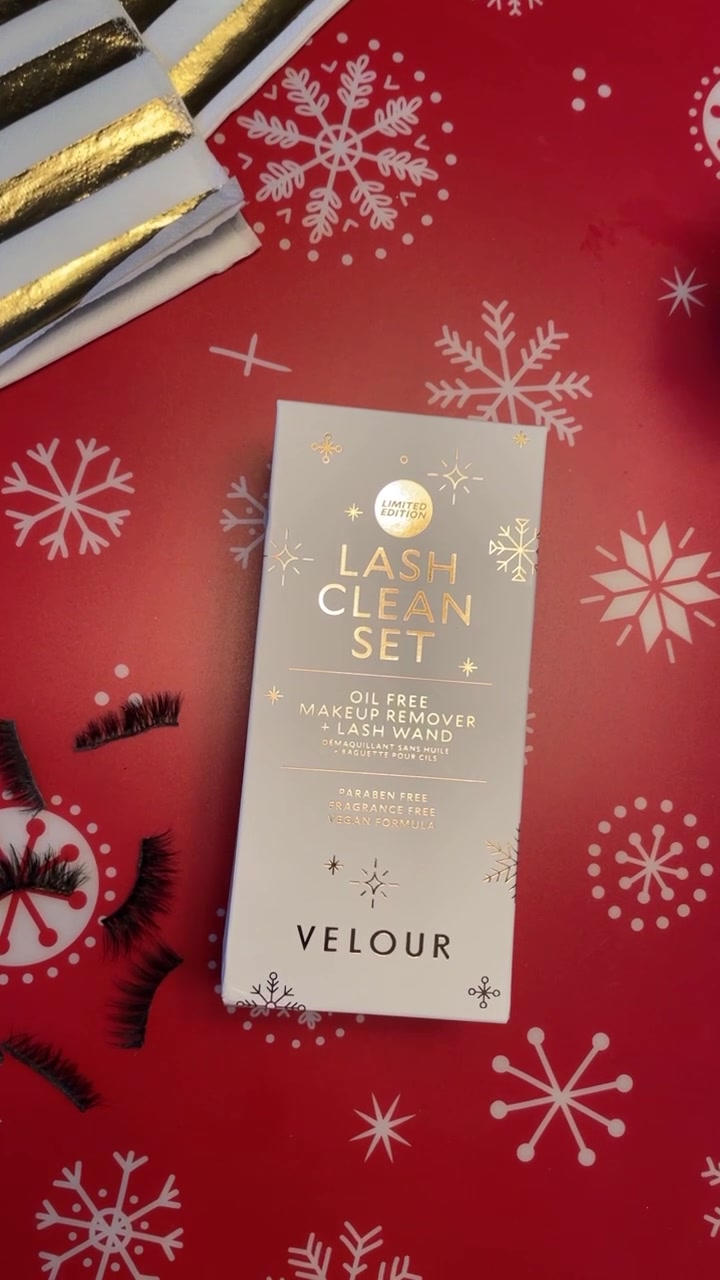 LIMITED
EDITION
LASH
CLEAN
SET
OIL FREE
MAKEUP REMOVER
+ LASH WAND
DÉMAQUILLANT SANS HUILE
+ BAGUETTE POUR CILS
PARABEN FREE
FRAGRANCE FREE
VEGAN FORMULA
VELOUR